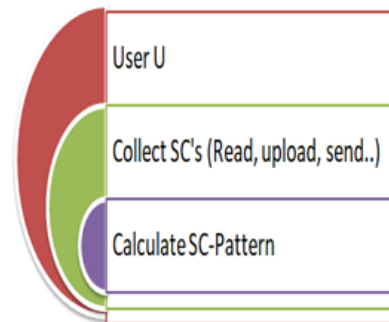 User U
Collect SC's (Read, upload, send..)
Calculate SC-Pattern